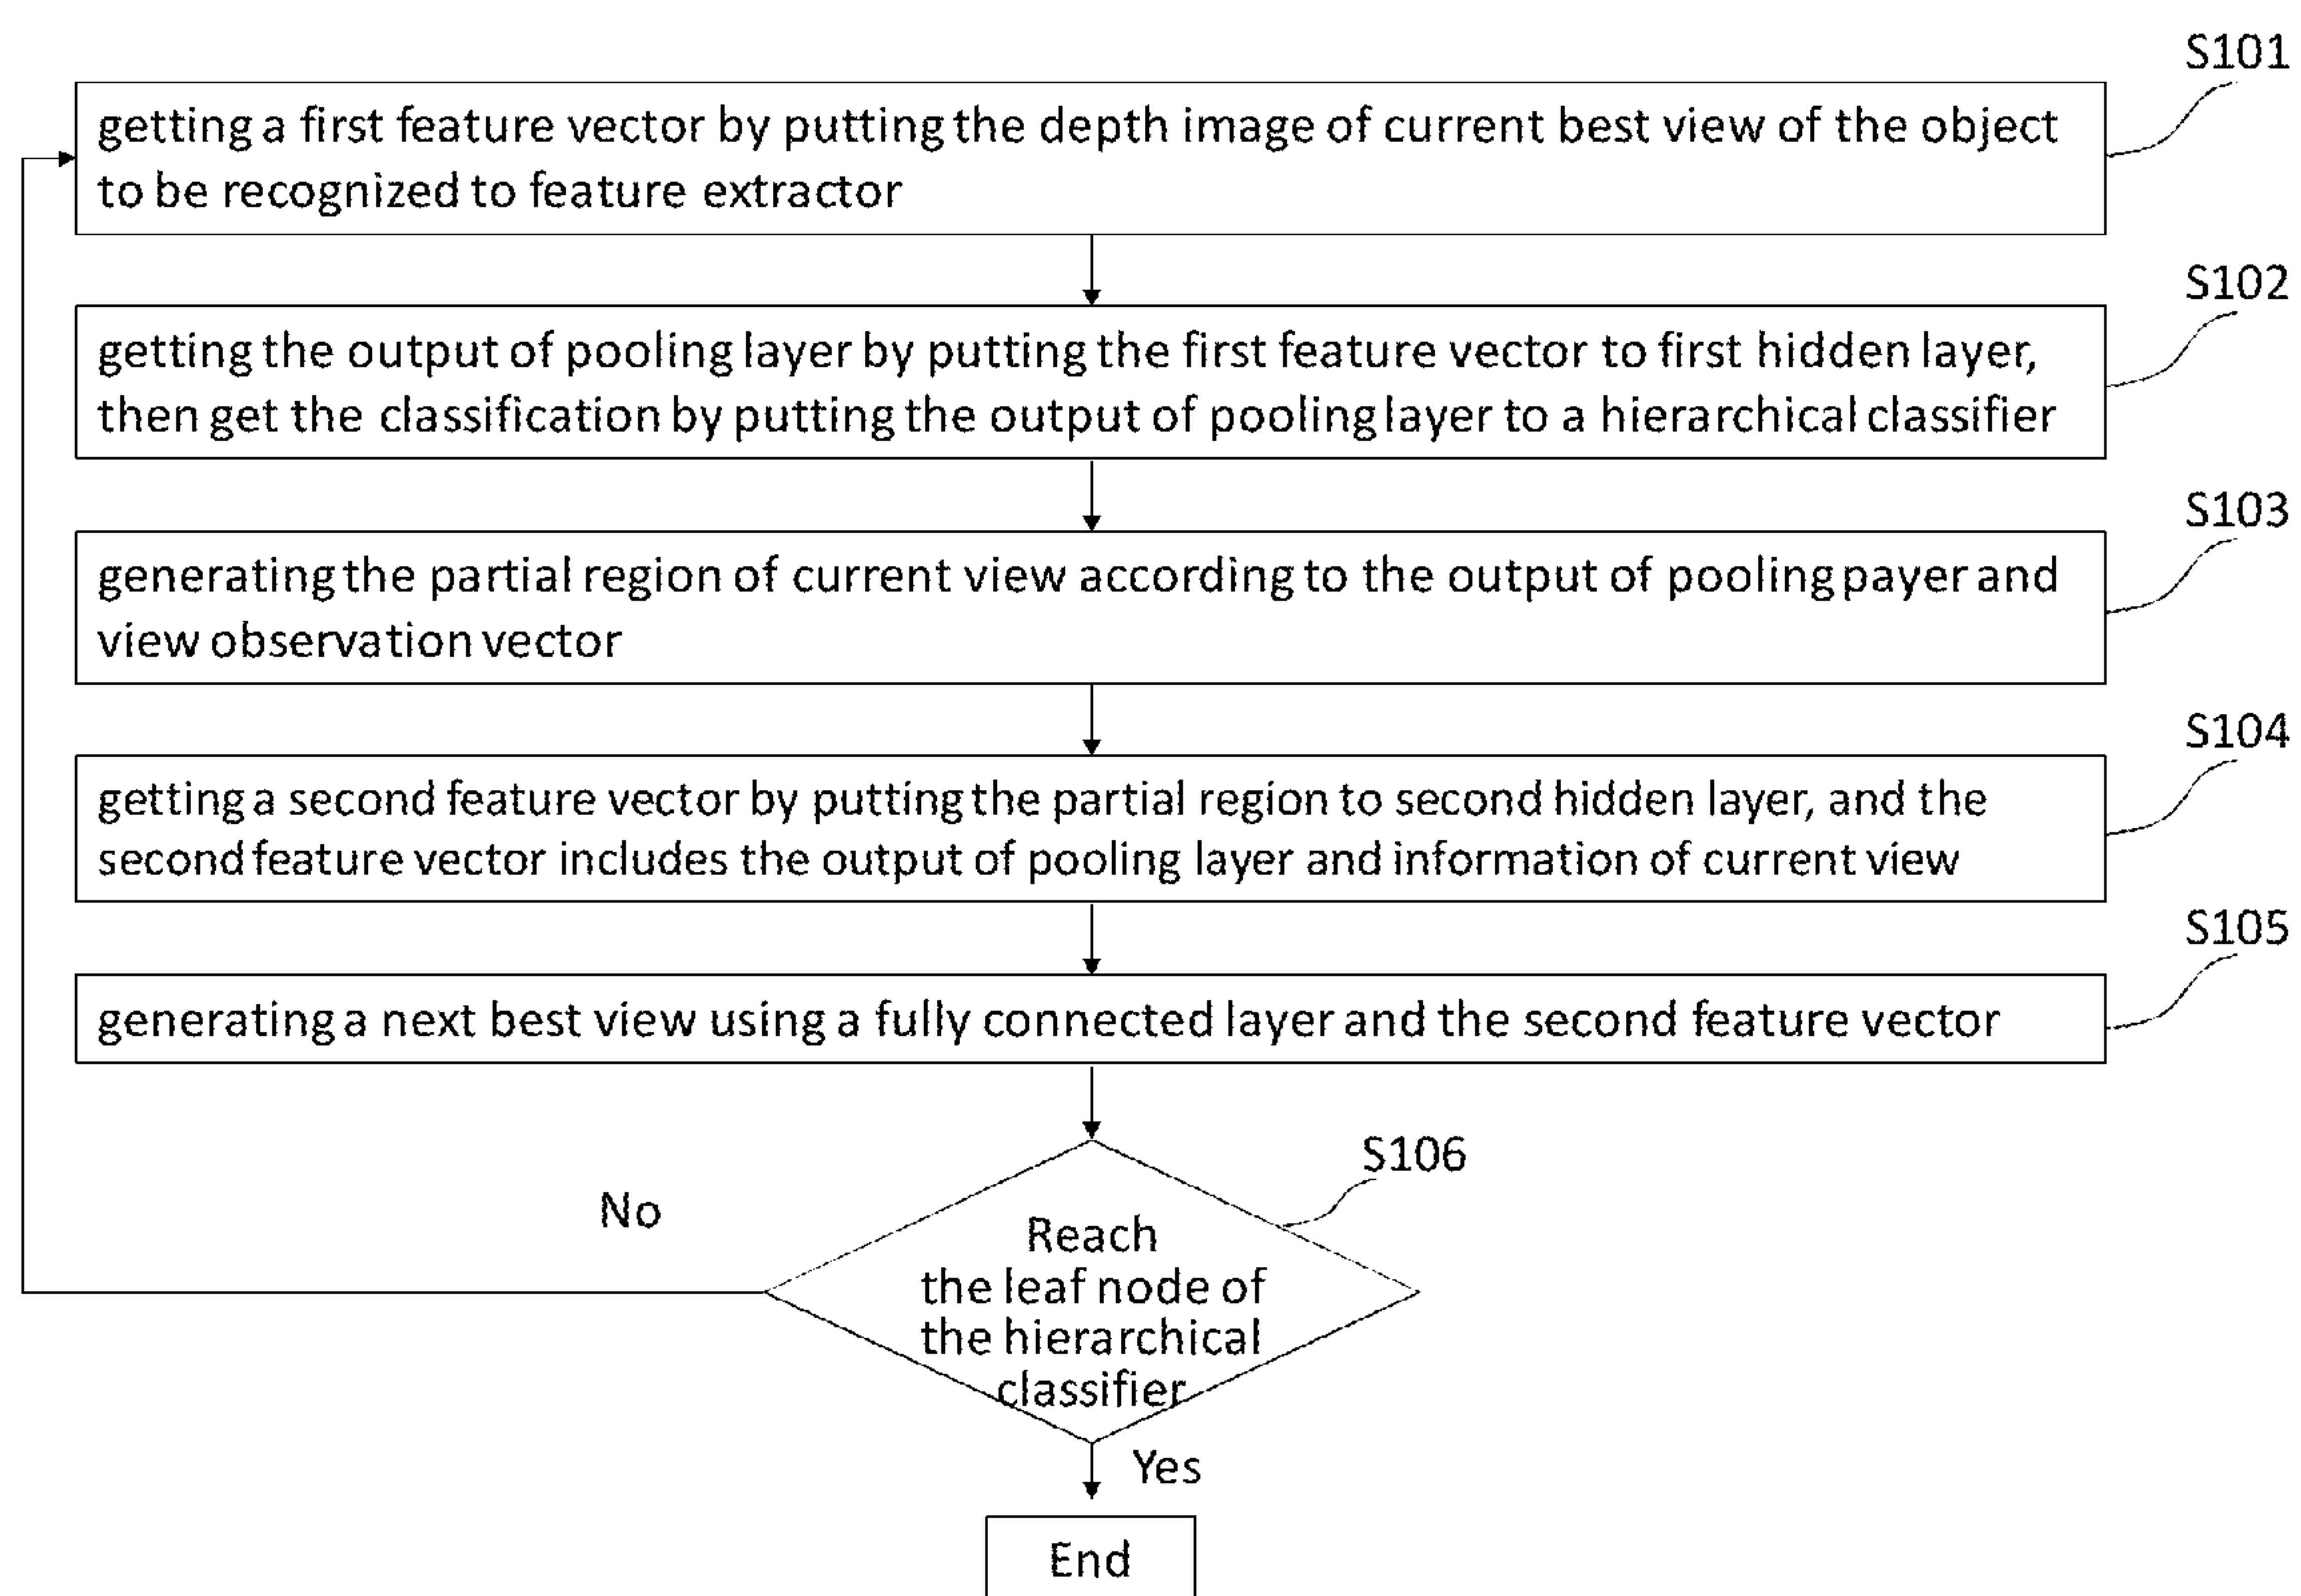 S101
getting a first feature vector by putting the depth image of current best view of the object
to be recognized to feature extractor
S102
getting the output of pooling layer by putting the first feature vector to first hidden layer,
then get the classification by putting the output of pooling layer to a hierarchical classifier
S103
generating the partial region of current view according to the output of pooling payer and
view observation vector
S104
getting a second feature vector by putting the partial region to second hidden layer, and the
second feature vector includes the output of pooling layer and information of current view
S105
generating a next best view using a fully connected layer and the second feature vector
S106
No
Reach
the leaf node of
the hierarchical
classifier
Yes
End